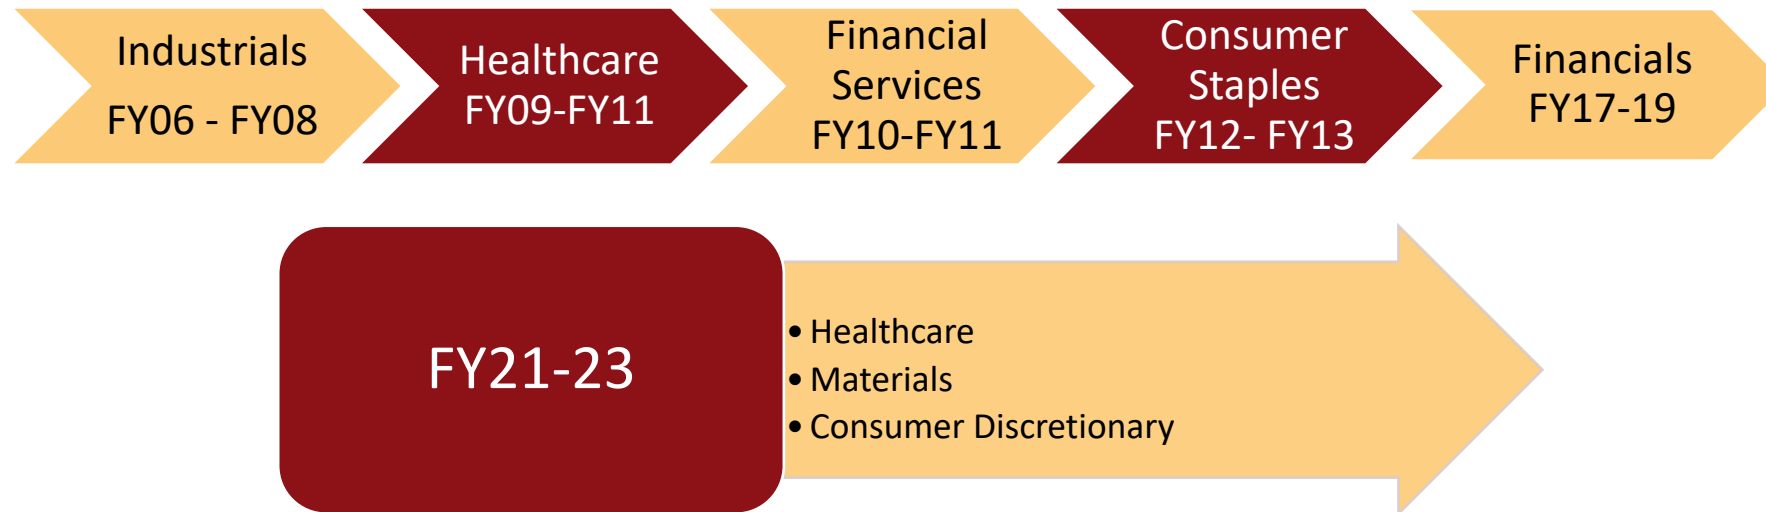 Industrials
FY06 - FY08
Healthcare
FY09-FY11
Financial
Services
FY10-FY11
Consumer
Staples
FY12- FY13
Financials
FY17-19
FY21-23
• Healthcare
• Materials
• Consumer Discretionary